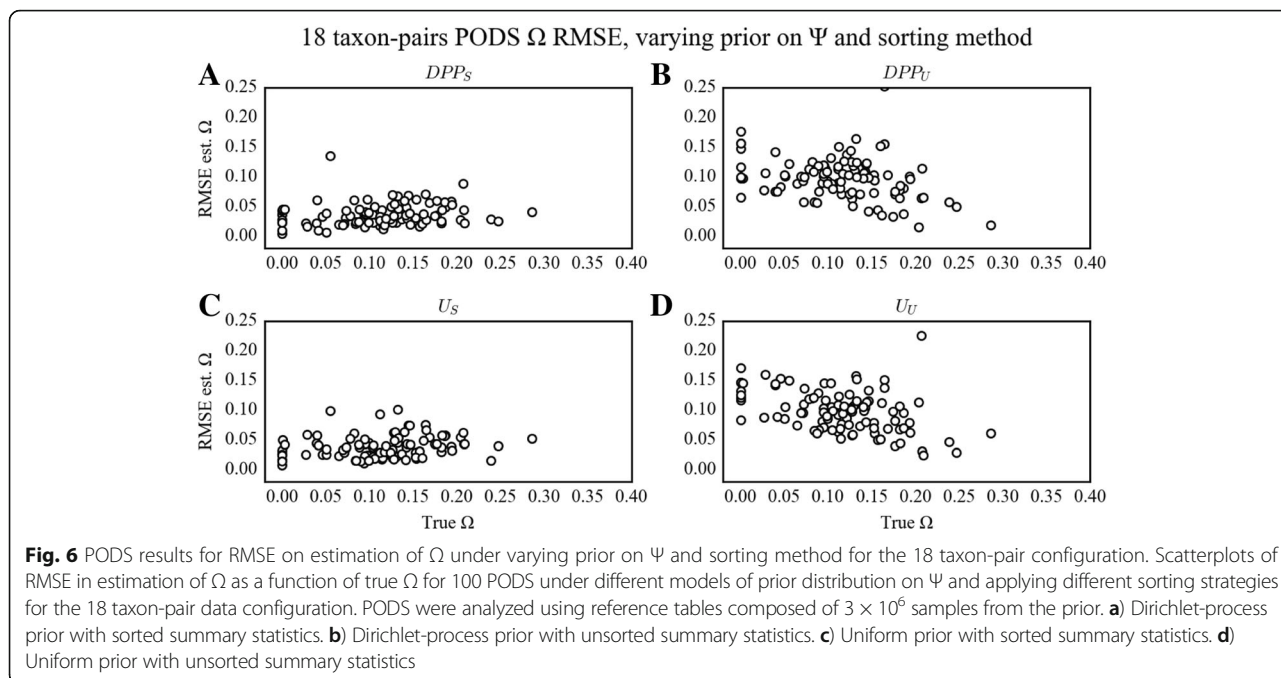 18 taxon-pairs PODS Ω RMSE, varying prior on Ψ and sorting method
A
DPP_S
RMSE est. Ω
0.25
0.20
0.15
0.10
0.05
0.00
0.00 0.05 0.10 0.15 0.20 0.25 0.30 0.35 0.40
B
DPP_U
0.25
0.20
0.15
0.10
0.05
0.00
0.00 0.05 0.10 0.15 0.20 0.25 0.30 0.35 0.40
C
U_S
RMSE est. Ω
0.25
0.20
0.15
0.10
0.05
0.00
0.00 0.05 0.10 0.15 0.20 0.25 0.30 0.35 0.40
True Ω
D
U_U
0.25
0.20
0.15
0.10
0.05
0.00
0.00 0.05 0.10 0.15 0.20 0.25 0.30 0.35 0.40
True Ω
Fig. 6 PODS results for RMSE on estimation of Ω under varying prior on Ψ and sorting method for the 18 taxon-pair configuration. Scatterplots of
RMSE in estimation of Ω as a function of true Ω for 100 PODS under different models of prior distribution on Ψ and applying different sorting strategies
for the 18 taxon-pair data configuration. PODS were analyzed using reference tables composed of 3 × 10⁶ samples from the prior. a) Dirichlet-process
prior with sorted summary statistics. b) Dirichlet-process prior with unsorted summary statistics. c) Uniform prior with sorted summary statistics. d)
Uniform prior with unsorted summary statistics